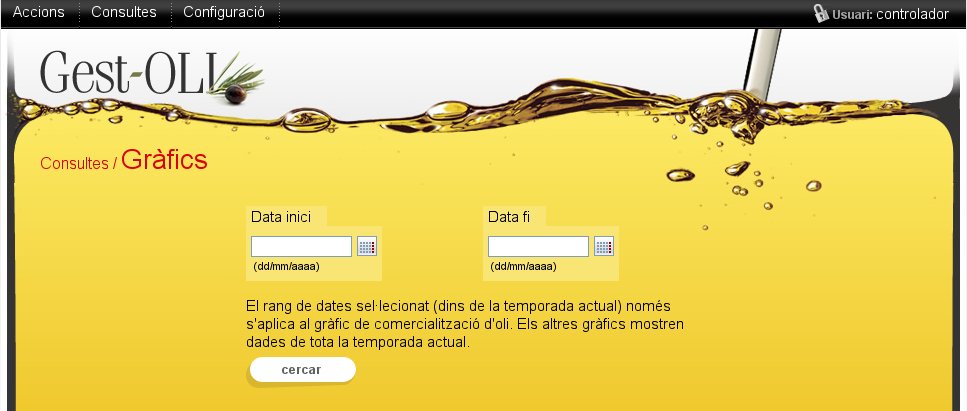 Accions Consultes Configuració Usuari: controlador
Gest-OLI
Consultes / Gràfics
Data inici Data fi
(dd/mm/aaaa) (dd/mm/aaaa)
El rang de dates sel·lecionat (dins de la temporada actual) només
s'aplica al gràfic de comercialització d'oli. Els altres gràfics mostren
dades de tota la temporada actual.
cercar